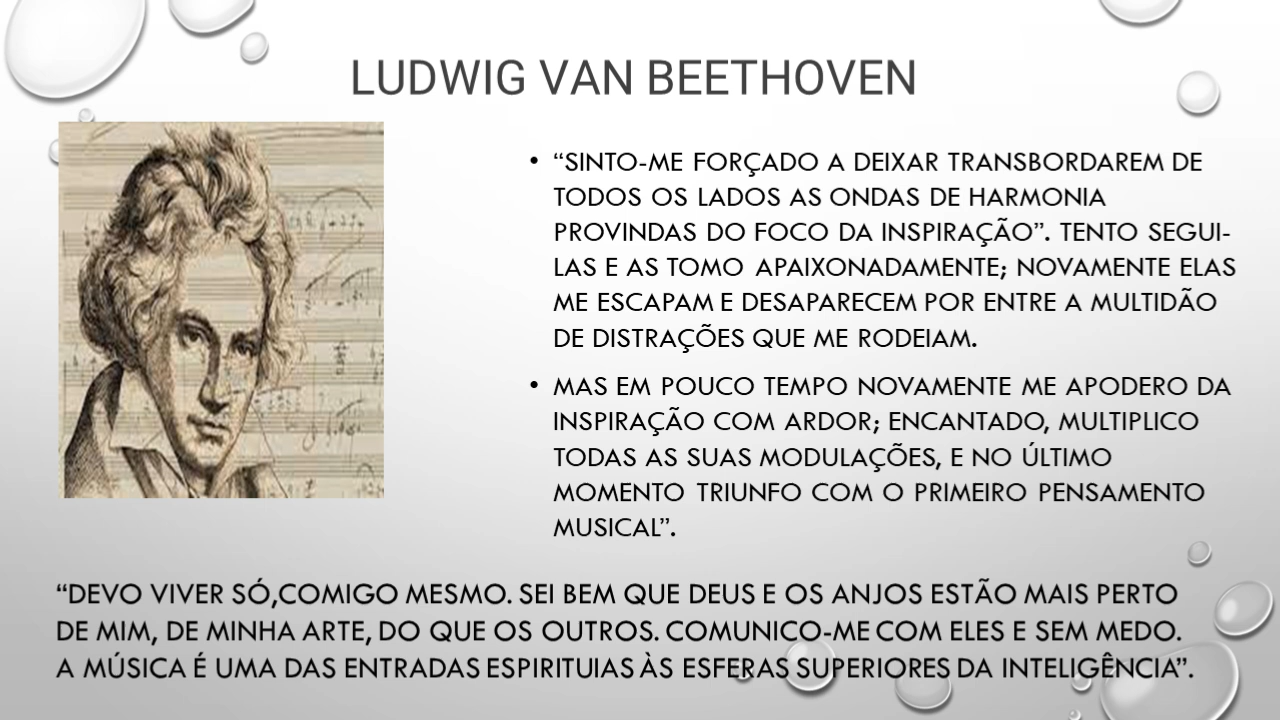 LUDWIG VAN BEETHOVEN
• “SINTO-ME FORÇADO A DEIXAR TRANSBORDAREM DE
TODOS OS LADOS AS ONDAS DE HARMONIA
PROVINDAS DO FOCO DA INSPIRAÇÃO”. TENTO SEGUI-
LAS E AS TOMO APAIXONADAMENTE; NOVAMENTE ELAS
ME ESCAPAM E DESAPARECEM POR ENTRE A MULTIDÃO
DE DISTRAÇÕES QUE ME RODEIAM.
• MAS EM POUCO TEMPO NOVAMENTE ME APODERO DA
INSPIRAÇÃO COM ARDOR; ENCANTADO, MULTIPLICO
TODAS AS SUAS MODULAÇÕES, E NO ÚLTIMO
MOMENTO TRIUNFO COM O PRIMEIRO PENSAMENTO
MUSICAL”.
“DEVO VIVER SÓ,COMIGO MESMO. SEI BEM QUE DEUS E OS ANJOS ESTÃO MAIS PERTO
DE MIM, DE MINHA ARTE, DO QUE OS OUTROS. COMUNICO-ME COM ELES E SEM MEDO.
A MÚSICA É UMA DAS ENTRADAS ESPIRITUIAS ÀS ESFERAS SUPERIORES DA INTELIGÊNCIA”.